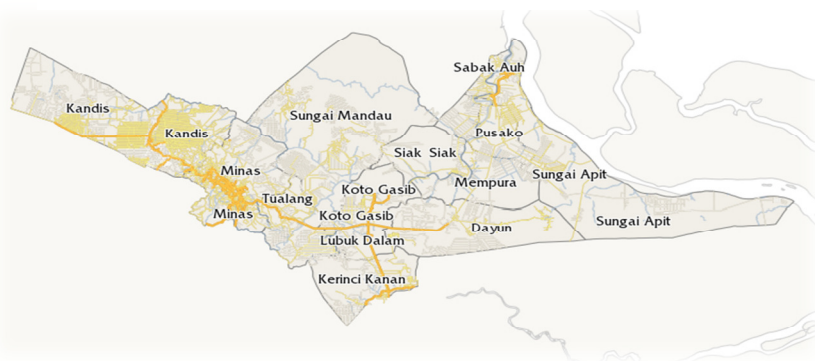 Sabak Auh
Kandis
Sungai Mandau
Kandis
Pusako
Siak Siak
Minas
Sungai Apit
Mempura
Koto Gasib
Tualang
Minas
Koto Gasib
Sungai Apit
Dayun
Lubuk Dalam
Kerinci Kanan